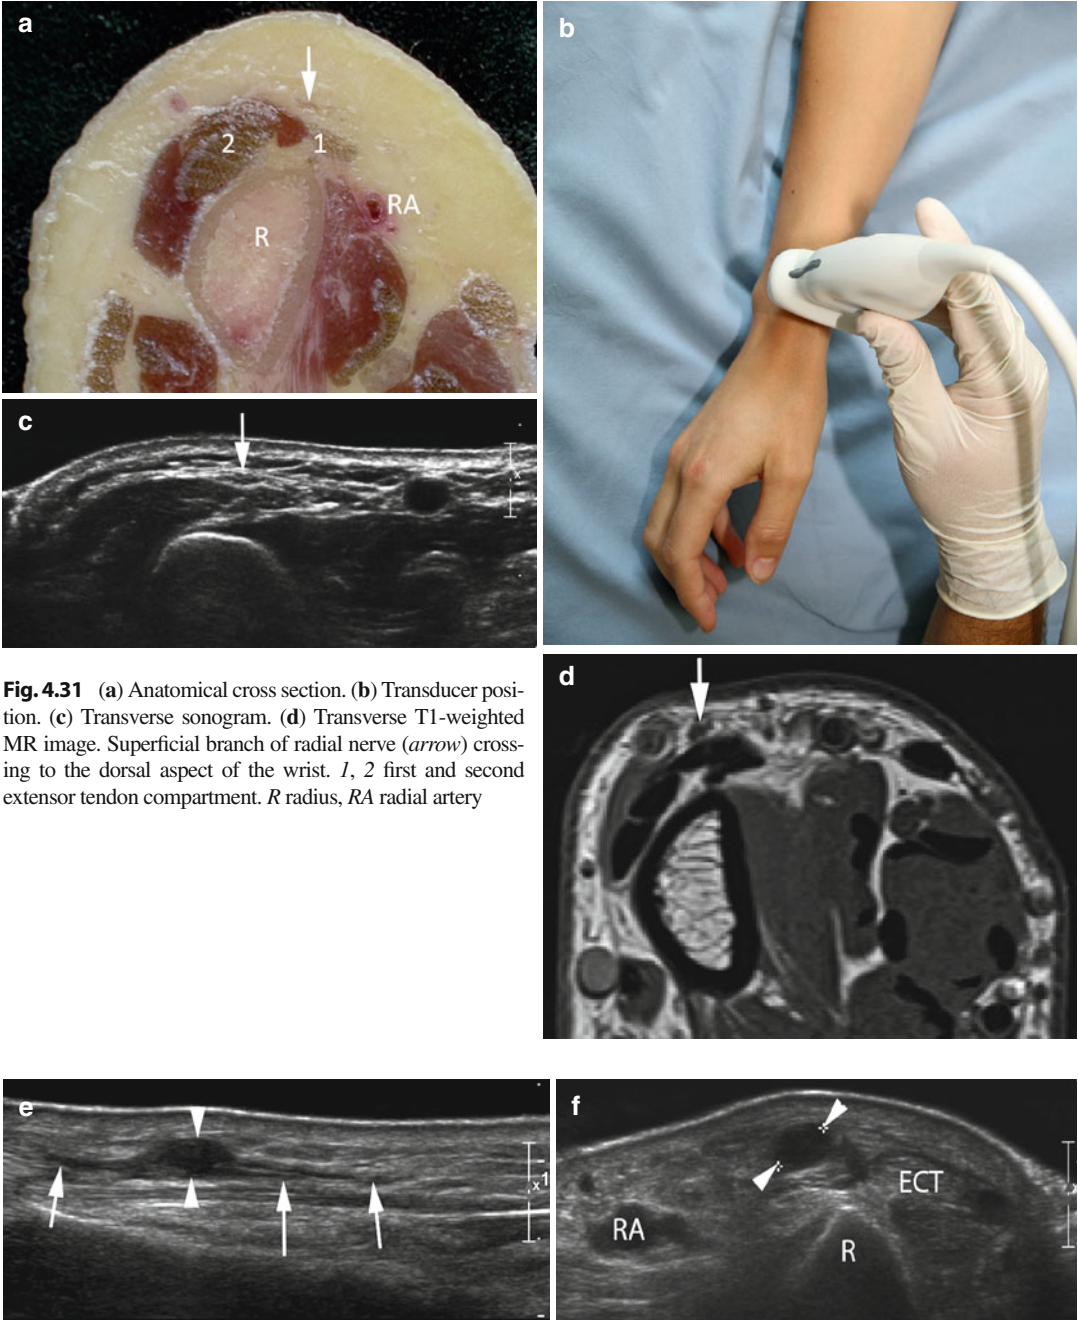 a
2
1
RA
R
b
c
x
Fig. 4.31 (a) Anatomical cross section. (b) Transducer posi-
tion. (c) Transverse sonogram. (d) Transverse T1-weighted
MR image. Superficial branch of radial nerve (arrow) cross-
ing to the dorsal aspect of the wrist. 1, 2 first and second
extensor tendon compartment. R radius, RA radial artery
d
e
x1
f
ECT
RA
R
x